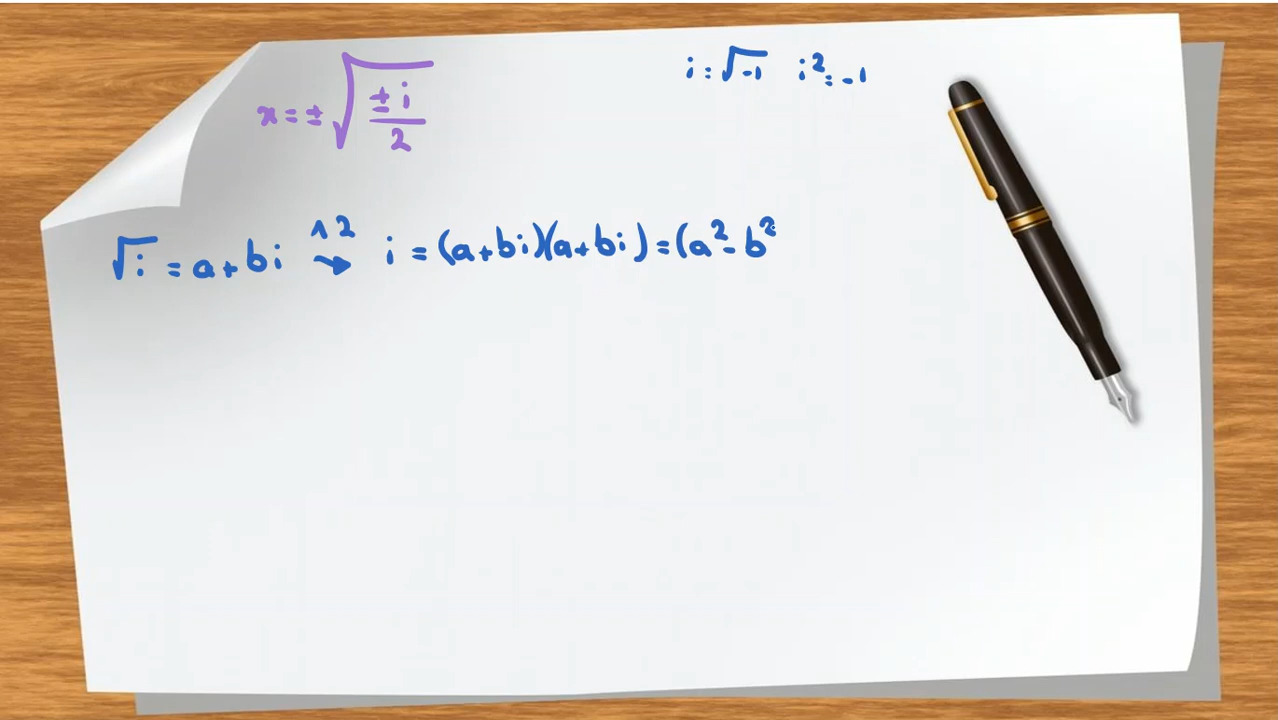 x = ± √(± i / 2)
i = √-1 i² = -1
√i = a + bi ^2 → i = (a+bi)(a+bi) = (a² - b²